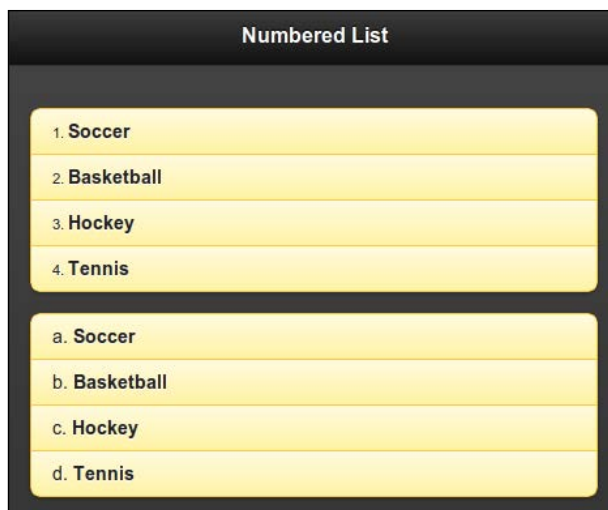 Numbered List
1. Soccer
2. Basketball
3. Hockey
4. Tennis
a. Soccer
b. Basketball
c. Hockey
d. Tennis